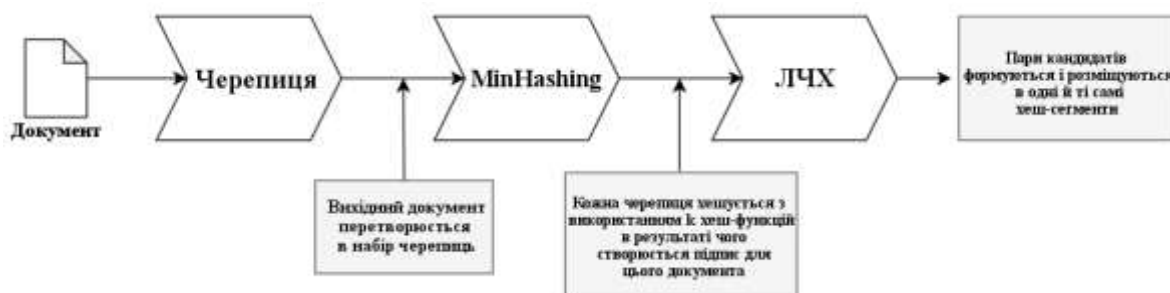 Документ
Черепиця
MinHashing
ЛЧХ
Пари кандидатів
формуються і розміщуються
в одні й ті самі
хеш-сегменти
Вихідний документ
перетворюється
в набір черепиць
Кожна черепиця хешується з
використанням k хеш-функцій
в результаті чого
створюється підпис для
цього документа